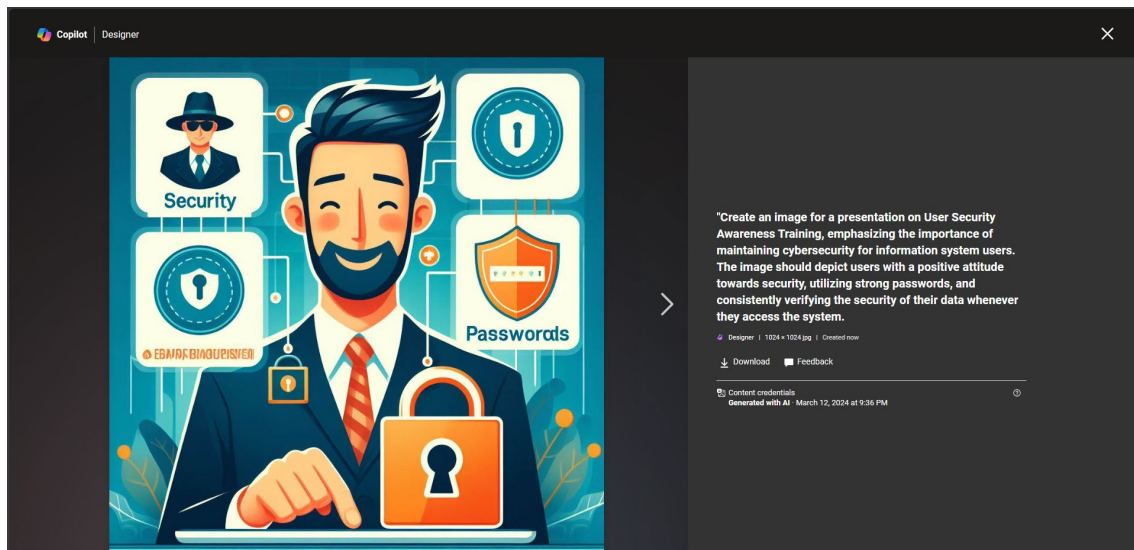 Copilot | Designer
Security
Passworods
"Create an image for a presentation on User Security
Awareness Training, emphasizing the importance of
maintaining cybersecurity for information system users.
The image should depict users with a positive attitude
towards security, utilizing strong passwords, and
consistently verifying the security of their data whenever
they access the system.
Designer | 1024 × 1024 jpg | Created now
Download Feedback
Content credentials
Generated with AI · March 12, 2024 at 9:36 PM